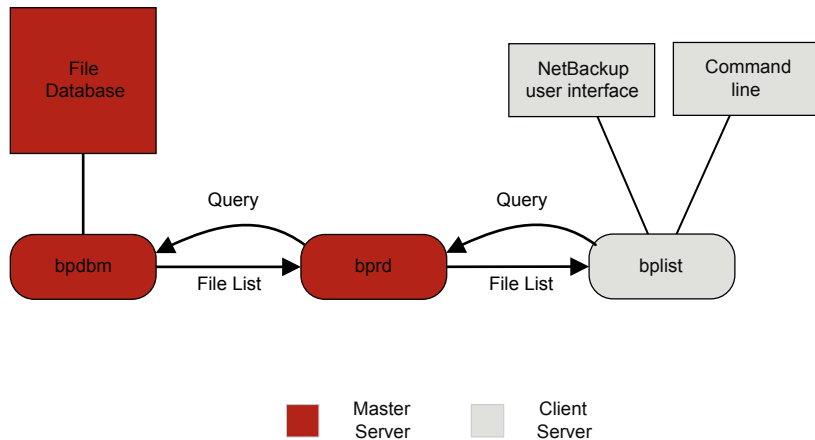 File
Database
NetBackup
user interface
Command
line
Query
Query
bpdbm
bprd
bplist
File List
File List
Master
Server
Client
Server